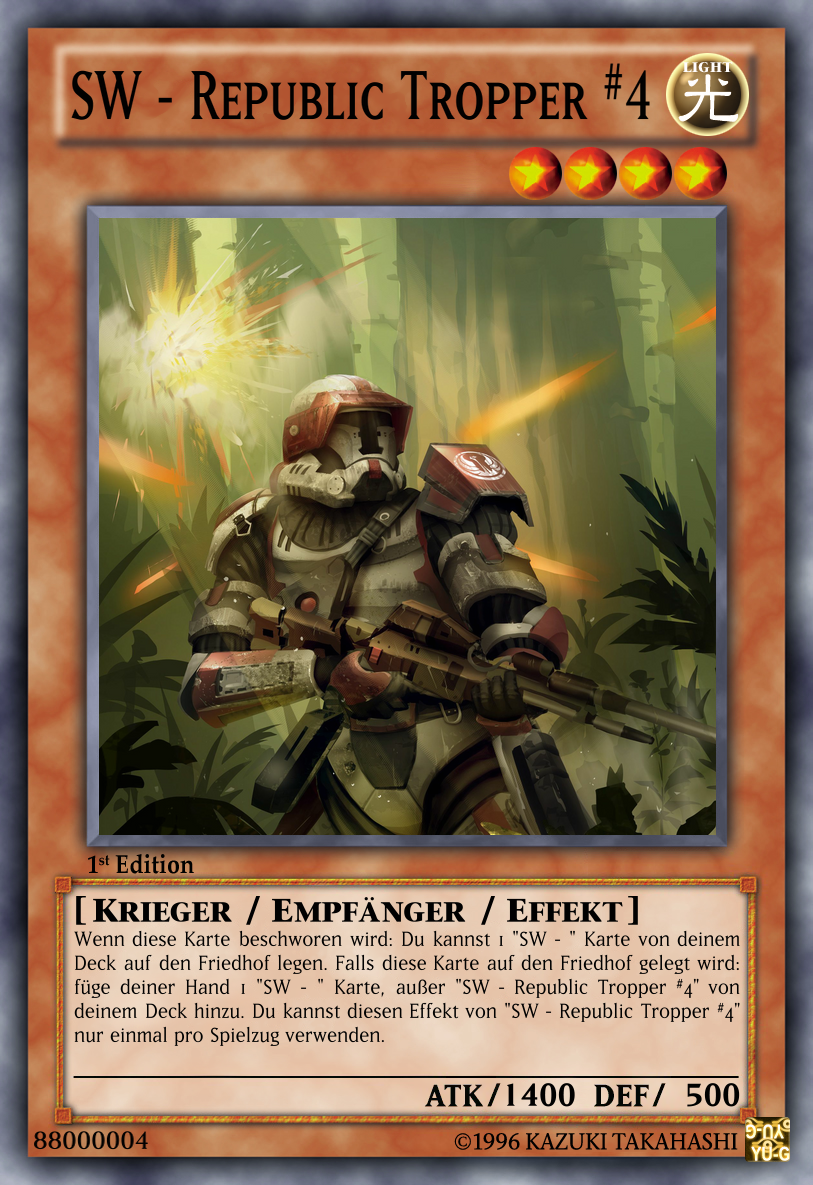 SW - Republic Tropper #4
LIGHT
光
1st Edition
[ Krieger / Empfänger / Effekt ]
Wenn diese Karte beschworen wird: Du kannst 1 "SW - " Karte von deinem
Deck auf den Friedhof legen. Falls diese Karte auf den Friedhof gelegt wird:
füge deiner Hand 1 "SW - " Karte, außer "SW - Republic Tropper #4" von
deinem Deck hinzu. Du kannst diesen Effekt von "SW - Republic Tropper #4"
nur einmal pro Spielzug verwenden.
ATK/1400 DEF/ 500
88000004
©1996 KAZUKI TAKAHASHI